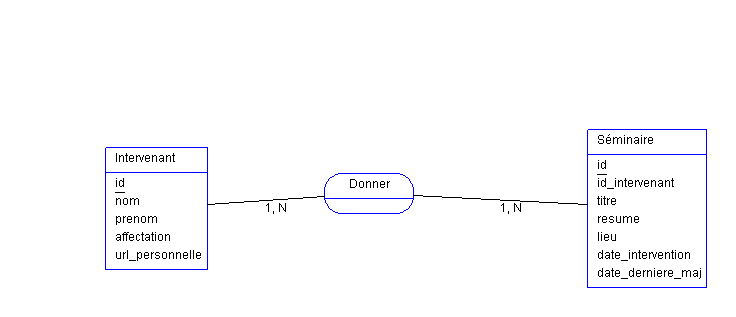 Intervenant
id
nom
prenom
affectation
url_personnelle
1, N
Donner
1, N
Séminaire
id
id_intervenant
titre
resume
lieu
date_intervention
date_derniere_maj